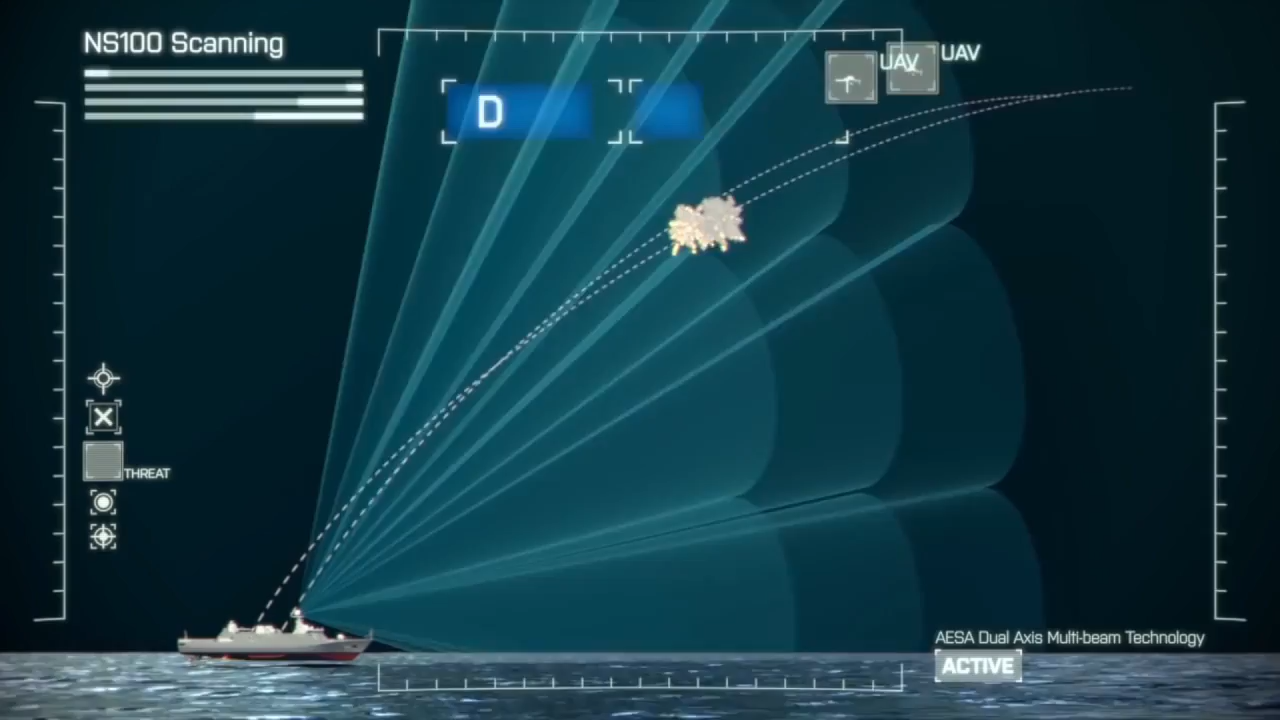 NS100 Scanning
UAV
UAV
D
THREAT
AESA Dual Axis Multi-beam Technology
ACTIVE